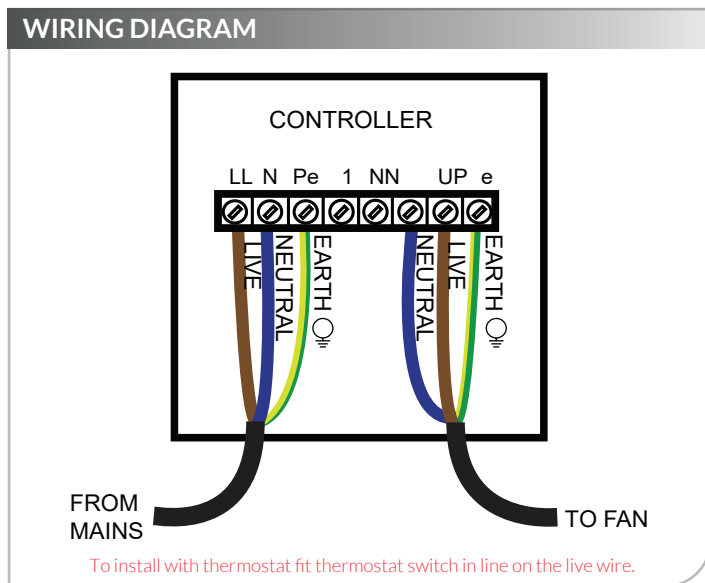 WIRING DIAGRAM
CONTROLLER
LL N Pe 1 NN UP e
LIVE
NEUTRAL
EARTH
NEUTRAL
LIVE
EARTH
FROM
MAINS
TO FAN
To install with thermostat fit thermostat switch in line on the live wire.